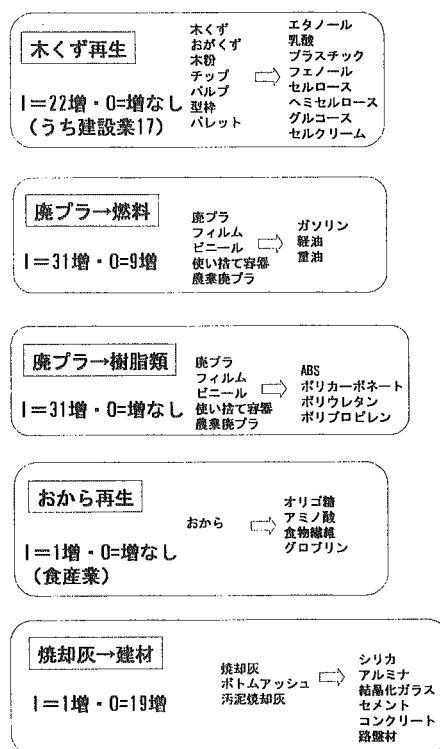 木くず再生
I=22増・O=増なし
(うち建設業17)
木くず
おがくず
木粉
チップ
パルプ
型枠
パレット
エタノール
乳酸
プラスチック
フェノール
セルロース
ヘミセルロース
グルコース
セルクリーム
廃プラ→燃料
I=31増・O=9増
廃プラ
フィルム
ビニール
使い捨て容器
農業廃プラ
ガソリン
軽油
重油
廃プラ→樹脂類
I=31増・O=増なし
廃プラ
フィルム
ビニール
使い捨て容器
農業廃プラ
ABS
ポリカーボネート
ポリウレタン
ポリプロピレン
おから再生
I=1増・O=増なし
(食産業)
おから
オリゴ糖
アミノ酸
食物繊維
グロブリン
焼却灰→建材
I=1増・O=19増
焼却灰
ボトムアッシュ
汚泥焼却灰
シリカ
アルミナ
結晶化ガラス
セメント
コンクリート
路盤材